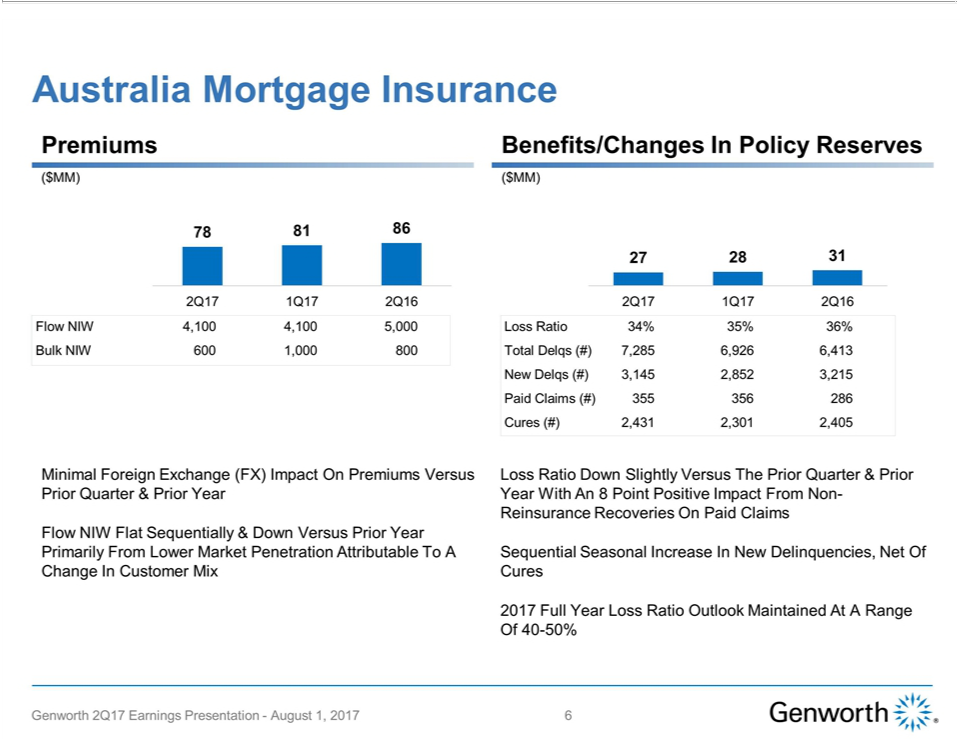 Australia Mortgage Insurance
Premiums
($MM)
78 81 86
2Q17 1Q17 2Q16
Flow NIW 4,100 4,100 5,000
Bulk NIW 600 1,000 800
Minimal Foreign Exchange (FX) Impact On Premiums Versus
Prior Quarter & Prior Year
Flow NIW Flat Sequentially & Down Versus Prior Year
Primarily From Lower Market Penetration Attributable To A
Change In Customer Mix
Benefits/Changes In Policy Reserves
($MM)
27 28 31
2Q17 1Q17 2Q16
Loss Ratio 34% 35% 36%
Total Delqs (#) 7,285 6,926 6,413
New Delqs (#) 3,145 2,852 3,215
Paid Claims (#) 355 356 286
Cures (#) 2,431 2,301 2,405
Loss Ratio Down Slightly Versus The Prior Quarter & Prior
Year With An 8 Point Positive Impact From Non-
Reinsurance Recoveries On Paid Claims
Sequential Seasonal Increase In New Delinquencies, Net Of
Cures
2017 Full Year Loss Ratio Outlook Maintained At A Range
Of 40-50%
Genworth 2Q17 Earnings Presentation - August 1, 2017 6
Genworth ®